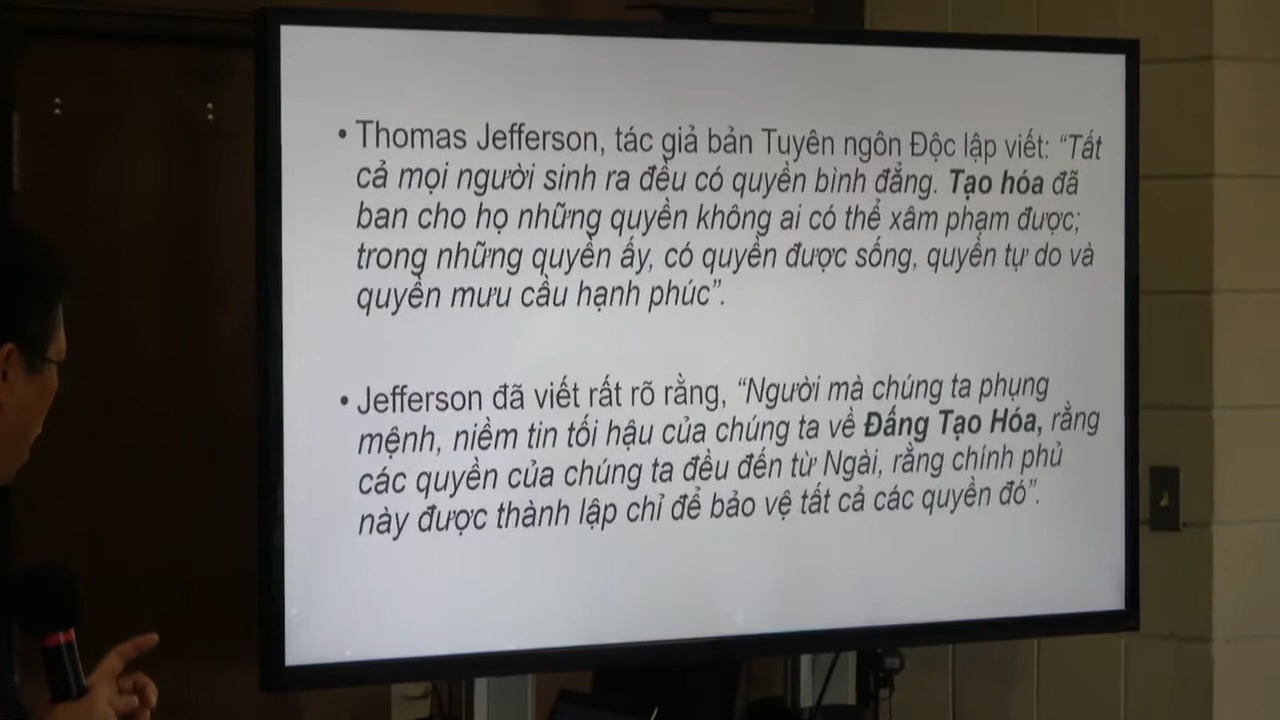 • Thomas Jefferson, tác giả bản Tuyên ngôn Độc lập viết: “Tất
cả mọi người sinh ra đều có quyền bình đẳng. Tạo hóa đã
ban cho họ những quyền không ai có thể xâm phạm được;
trong những quyền ấy, có quyền được sống, quyền tự do và
quyền mưu cầu hạnh phúc”.
• Jefferson đã viết rất rõ rằng, “Người mà chúng ta phụng
mệnh, niềm tin tối hậu của chúng ta về Đấng Tạo Hóa, rằng
các quyền của chúng ta đều đến từ Ngài, rằng chính phủ
này được thành lập chỉ để bảo vệ tất cả các quyền đó”.